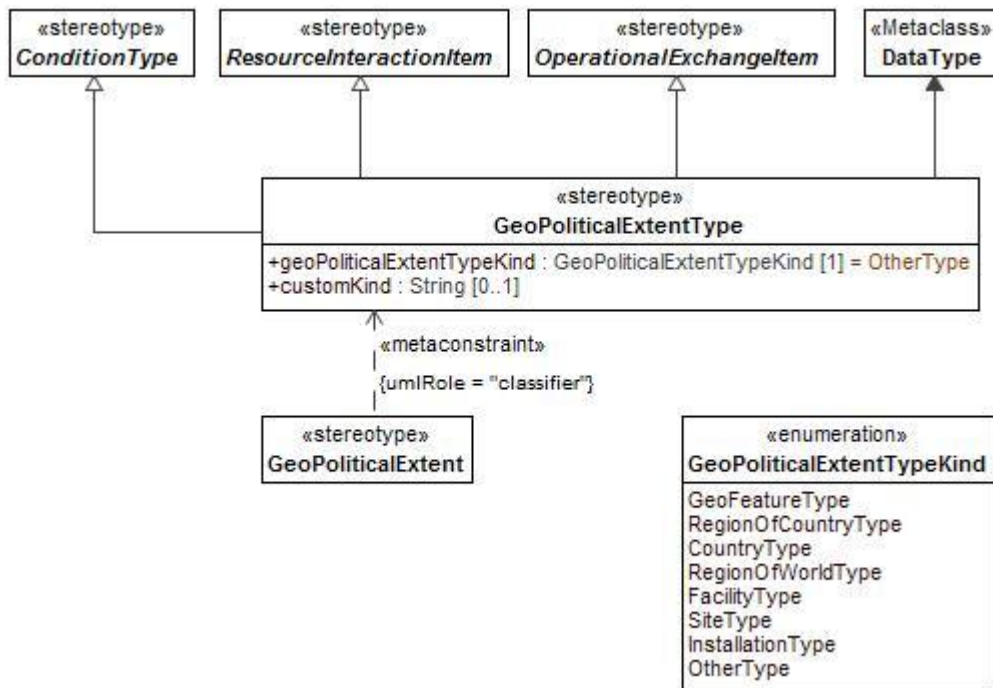 «stereotype»
ConditionType
«stereotype»
ResourceInteractionItem
«stereotype»
OperationalExchangeItem
«Metaclass»
DataType
«stereotype»
GeoPoliticalExtentType
+geoPoliticalExtentTypeKind : GeoPoliticalExtentTypeKind [1] = OtherType
+customKind : String [0..1]
«metaconstraint»
{umlRole = "classifier"}
«stereotype»
GeoPoliticalExtent
«enumeration»
GeoPoliticalExtentTypeKind
GeoFeatureType
RegionOfCountryType
CountryType
RegionOfWorldType
FacilityType
SiteType
InstallationType
OtherType